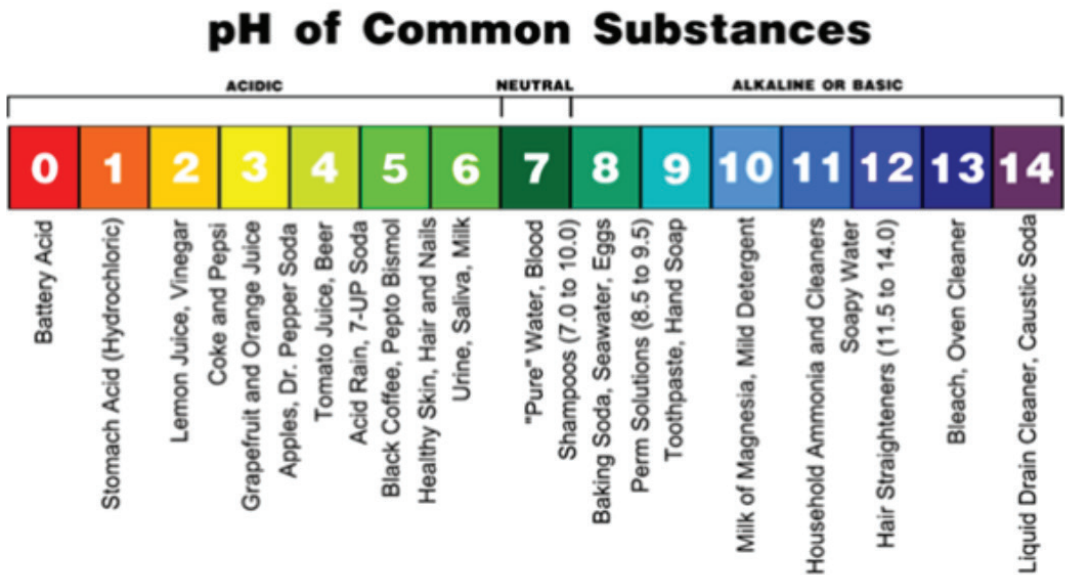 pH of Common Substances
ACIDIC
NEUTRAL
ALKALINE OR BASIC
0
1
2
3
4
5
6
7
8
9
10
11
12
13
14
Battery Acid
Stomach Acid (Hydrochloric)
Lemon Juice, Vinegar
Coke and Pepsi
Grapefruit and Orange Juice
Apples, Dr. Pepper Soda
Tomato Juice, Beer
Acid Rain, 7-UP Soda
Black Coffee, Pepto Bismol
Healthy Skin, Hair and Nails
Urine, Saliva, Milk
"Pure" Water, Blood
Shampoos (7.0 to 10.0)
Baking Soda, Seawater, Eggs
Perm Solutions (8.5 to 9.5)
Toothpaste, Hand Soap
Milk of Magnesia, Mild Detergent
Household Ammonia and Cleaners
Soapy Water
Hair Straighteners (11.5 to 14.0)
Bleach, Oven Cleaner
Liquid Drain Cleaner, Caustic Soda